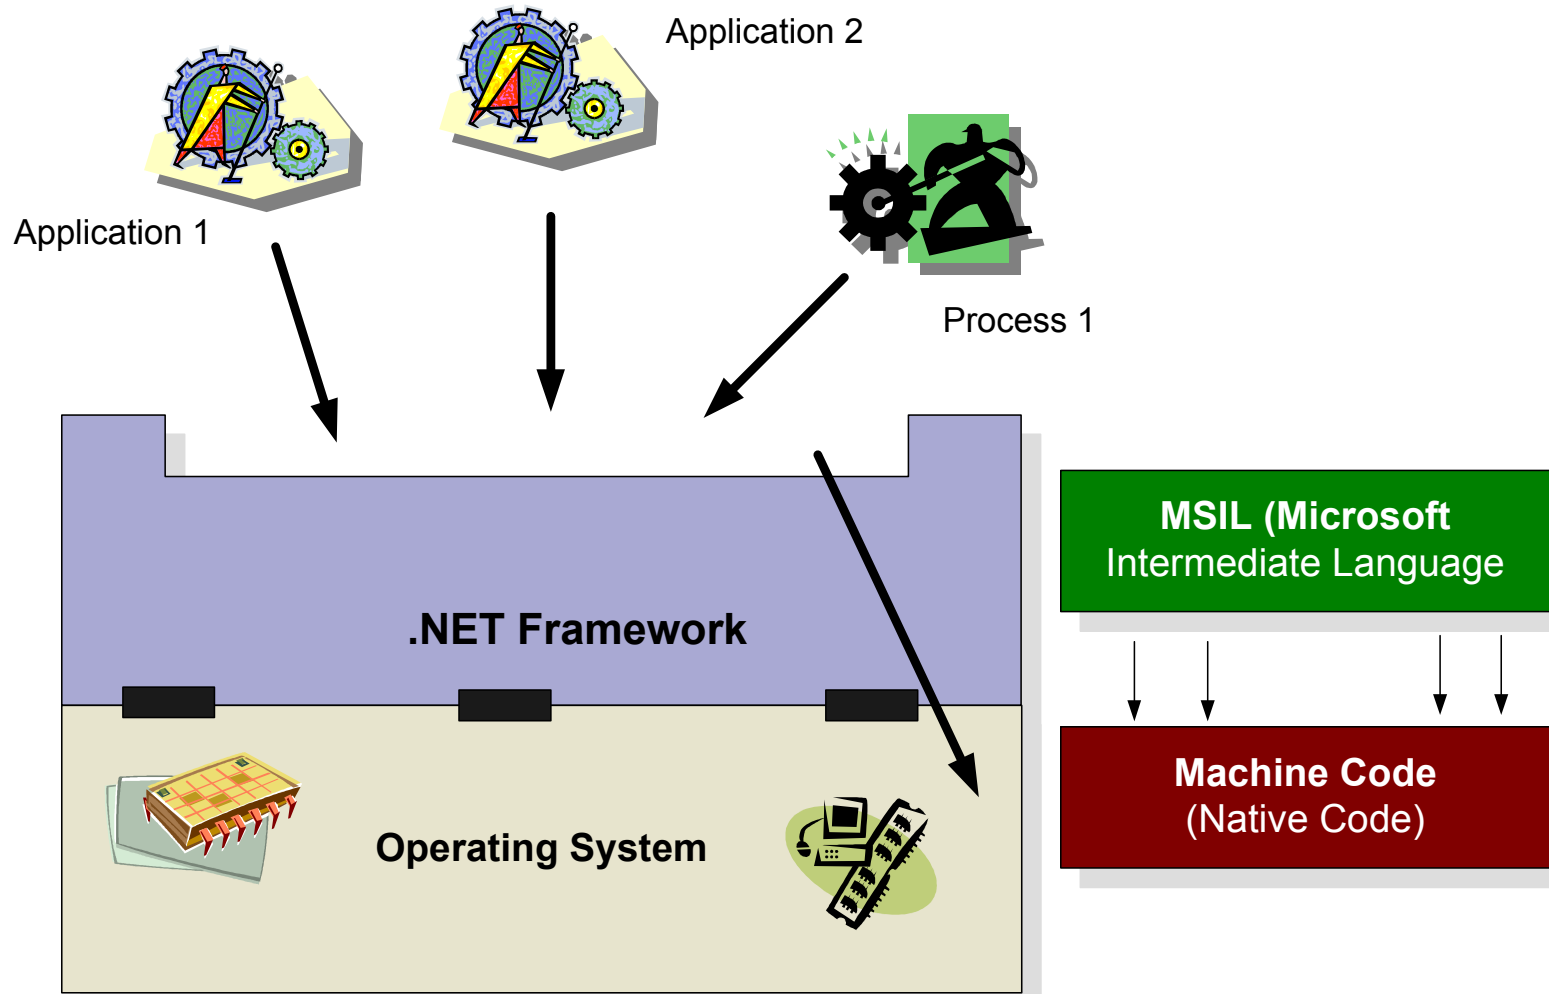 Application 2
Application 1
Process 1
MSIL (Microsoft
Intermediate Language
.NET Framework
Machine Code
(Native Code)
Operating System